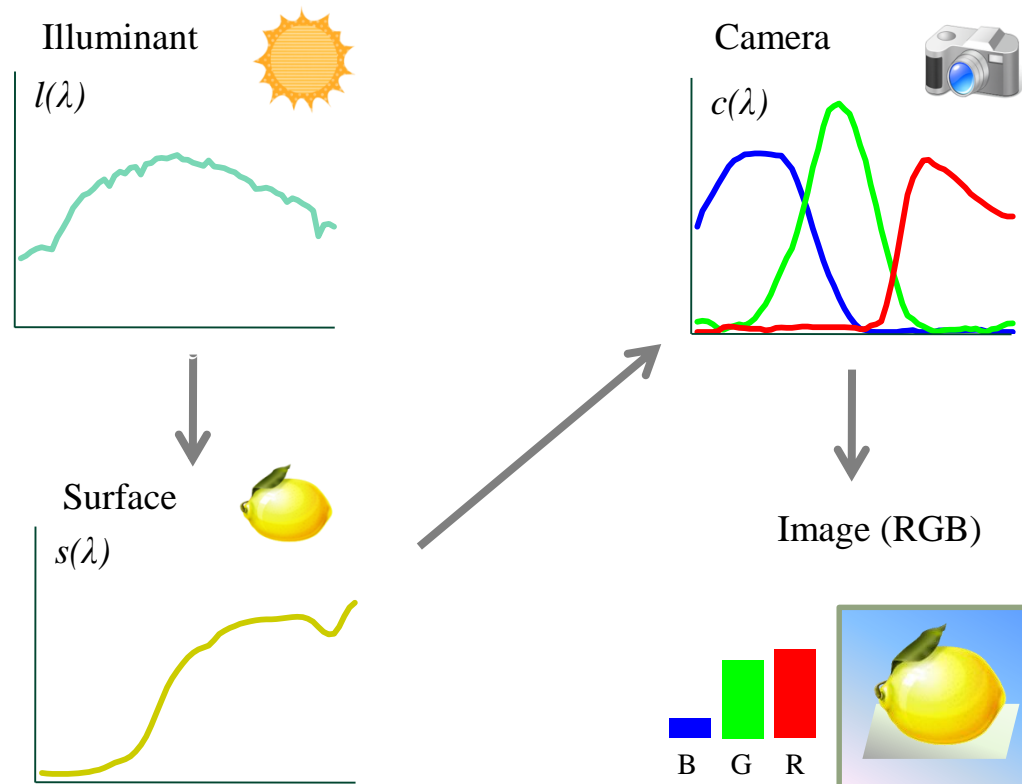 Illuminant
l(λ)
Camera
c(λ)
Surface
s(λ)
Image (RGB)
B G R